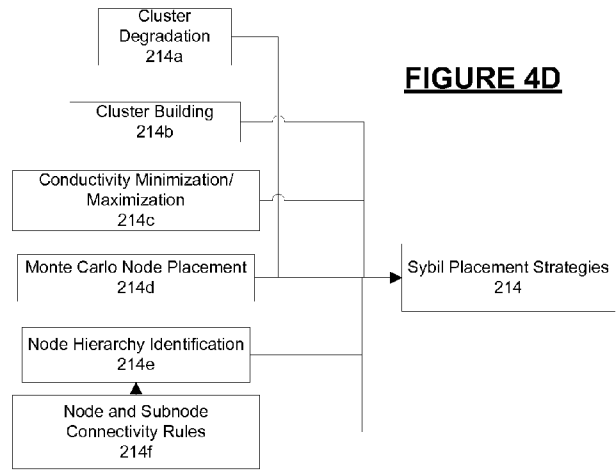 Cluster
Degradation
214a
FIGURE 4D
Cluster Building
214b
Conductivity Minimization/
Maximization
214c
Monte Carlo Node Placement
214d
Sybil Placement Strategies
214
Node Hierarchy Identification
214e
Node and Subnode
Connectivity Rules
214f